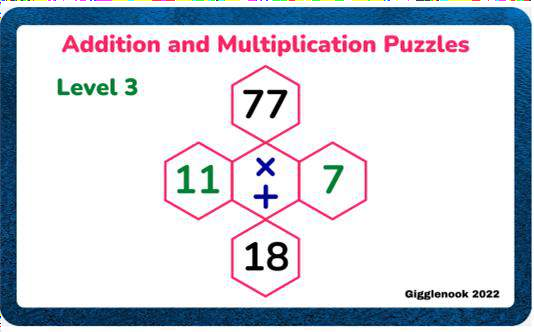 Addition and Multiplication Puzzles
Level 3
77
11 × 7
+
18
Gigglenook 2022